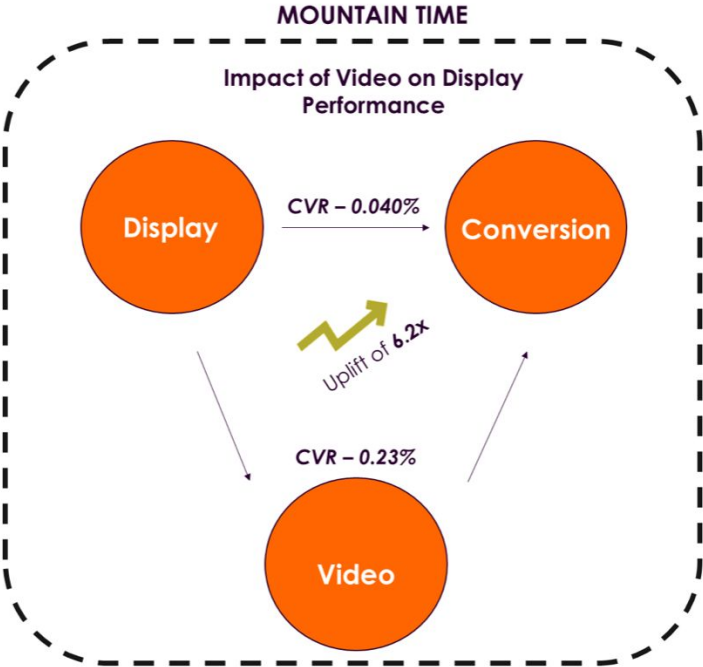 MOUNTAIN TIME
Impact of Video on Display
Performance
Display
CVR – 0.040%
Conversion
Uplift of 6.2x
CVR – 0.23%
Video